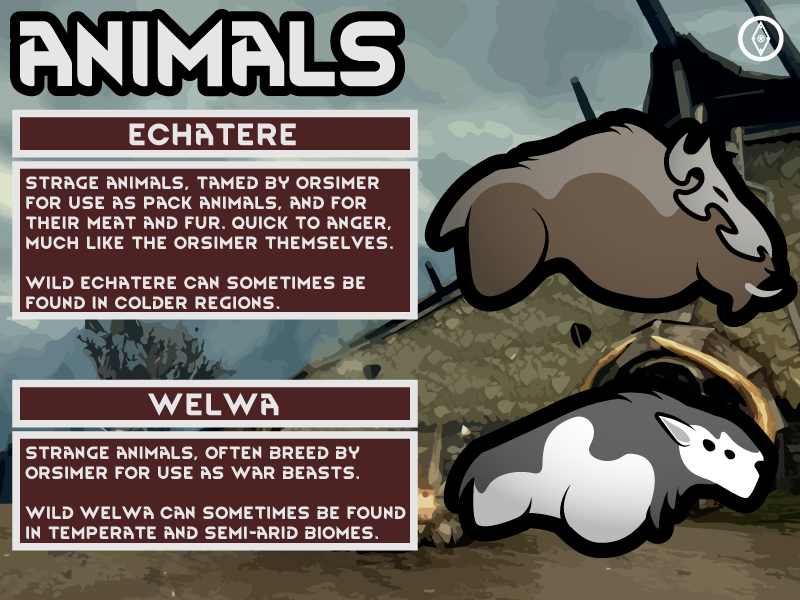 ANIMALS
ECHATERE
STRAGE ANIMALS, TAMED BY ORSIMER
FOR USE AS PACK ANIMALS, AND FOR
THEIR MEAT AND FUR. QUICK TO ANGER,
MUCH LIKE THE ORSIMER THEMSELVES.
WILD ECHATERE CAN SOMETIMES BE
FOUND IN COLDER REGIONS.
WELWA
STRANGE ANIMALS, OFTEN BREED BY
ORSIMER FOR USE AS WAR BEASTS.
WILD WELWA CAN SOMETIMES BE FOUND
IN TEMPERATE AND SEMI-ARID BIOMES.